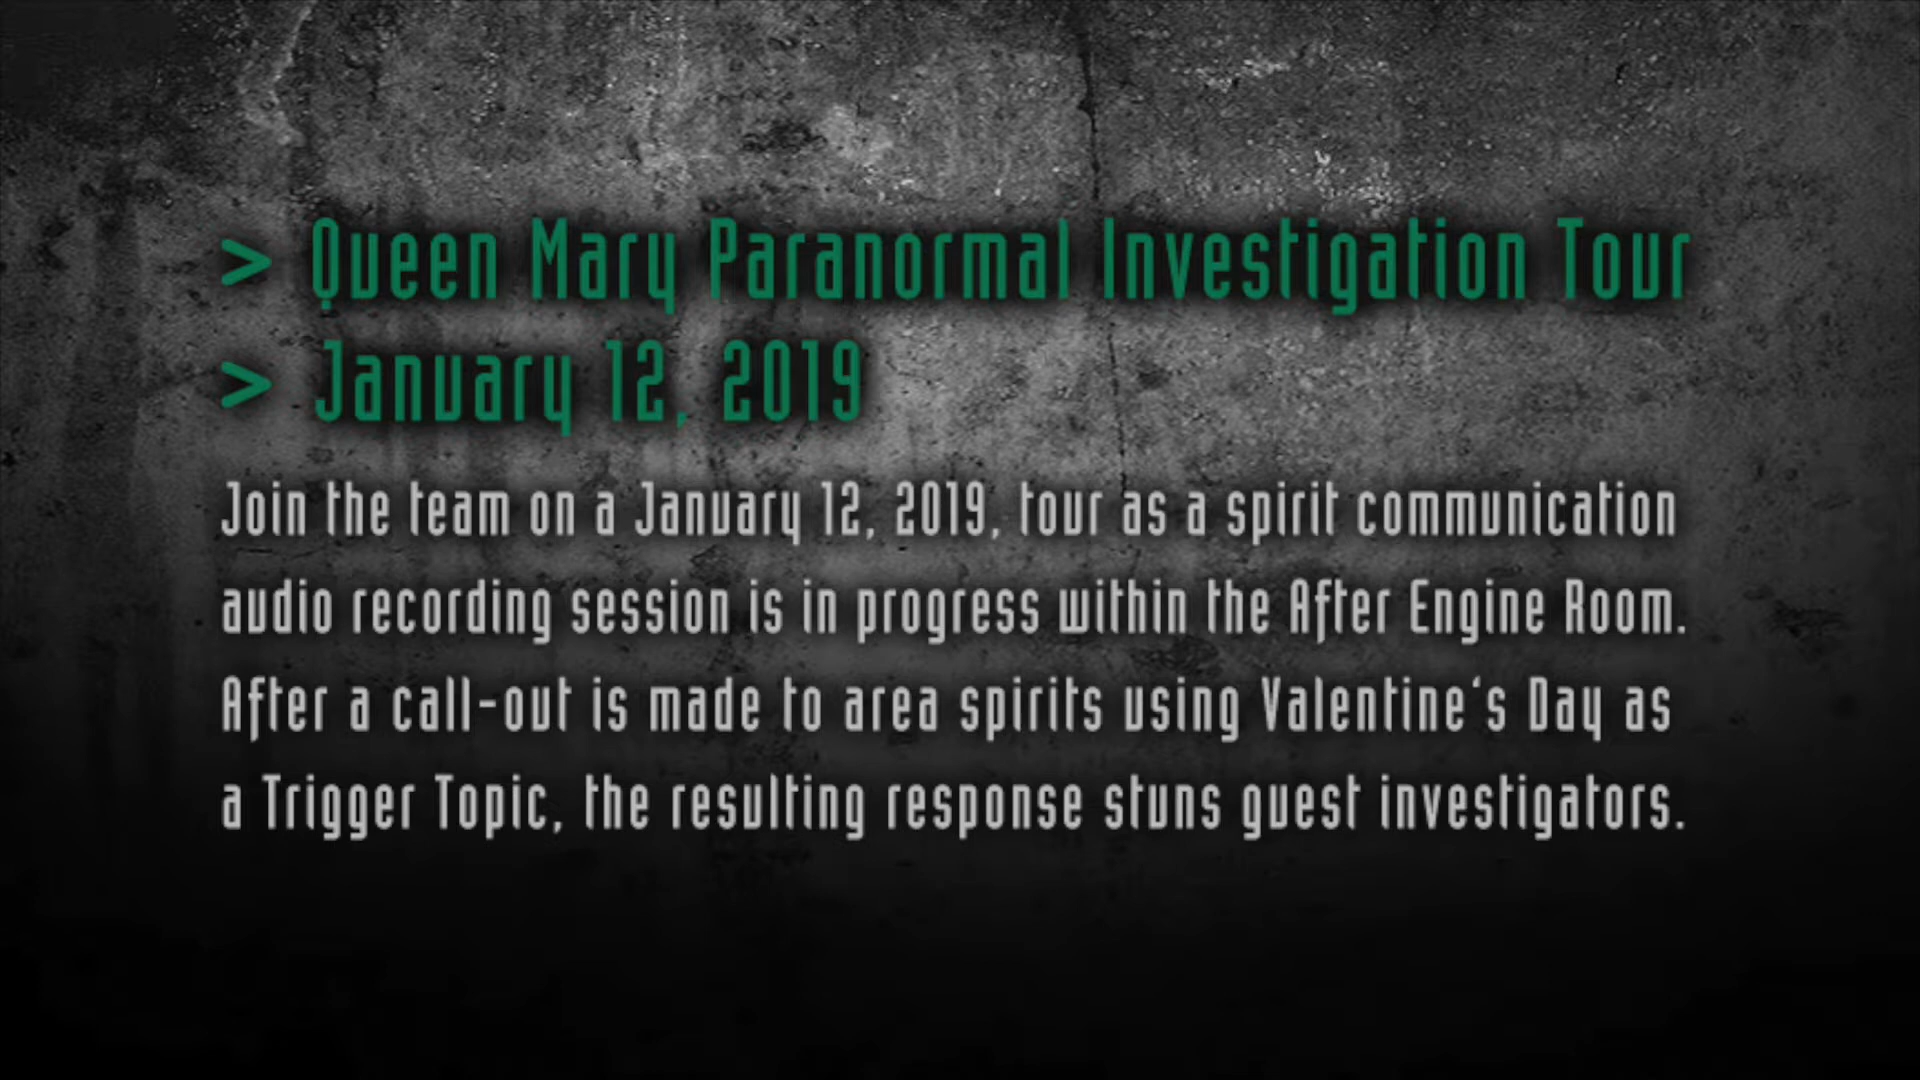 > Queen Mary Paranormal Investigation Tour
> January 12, 2019
Join the team on a January 12, 2019, tour as a spirit communication
audio recording session is in progress within the After Engine Room.
After a call-out is made to area spirits using Valentine‘s Day as
a Trigger Topic, the resulting response stuns guest investigators.